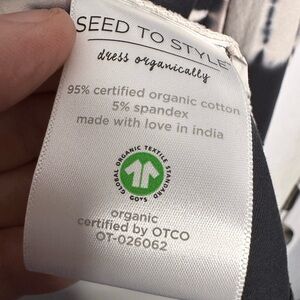 SEED TO STYLE
dress organically
95% certified organic cotton
5% spandex
made with love in india
GLOBAL ORGANIC TEXTILE STANDARD
GOTS
organic
certified by OTCO
OT-026062